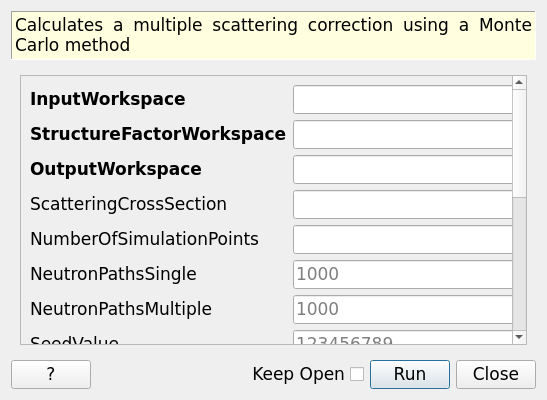 Calculates a multiple scattering correction using a Monte
Carlo method
InputWorkspace
StructureFactorWorkspace
OutputWorkspace
ScatteringCrossSection
NumberOfSimulationPoints
NeutronPathsSingle 1000
NeutronPathsMultiple 1000
SeedValue 123456789
? Keep Open Run Close